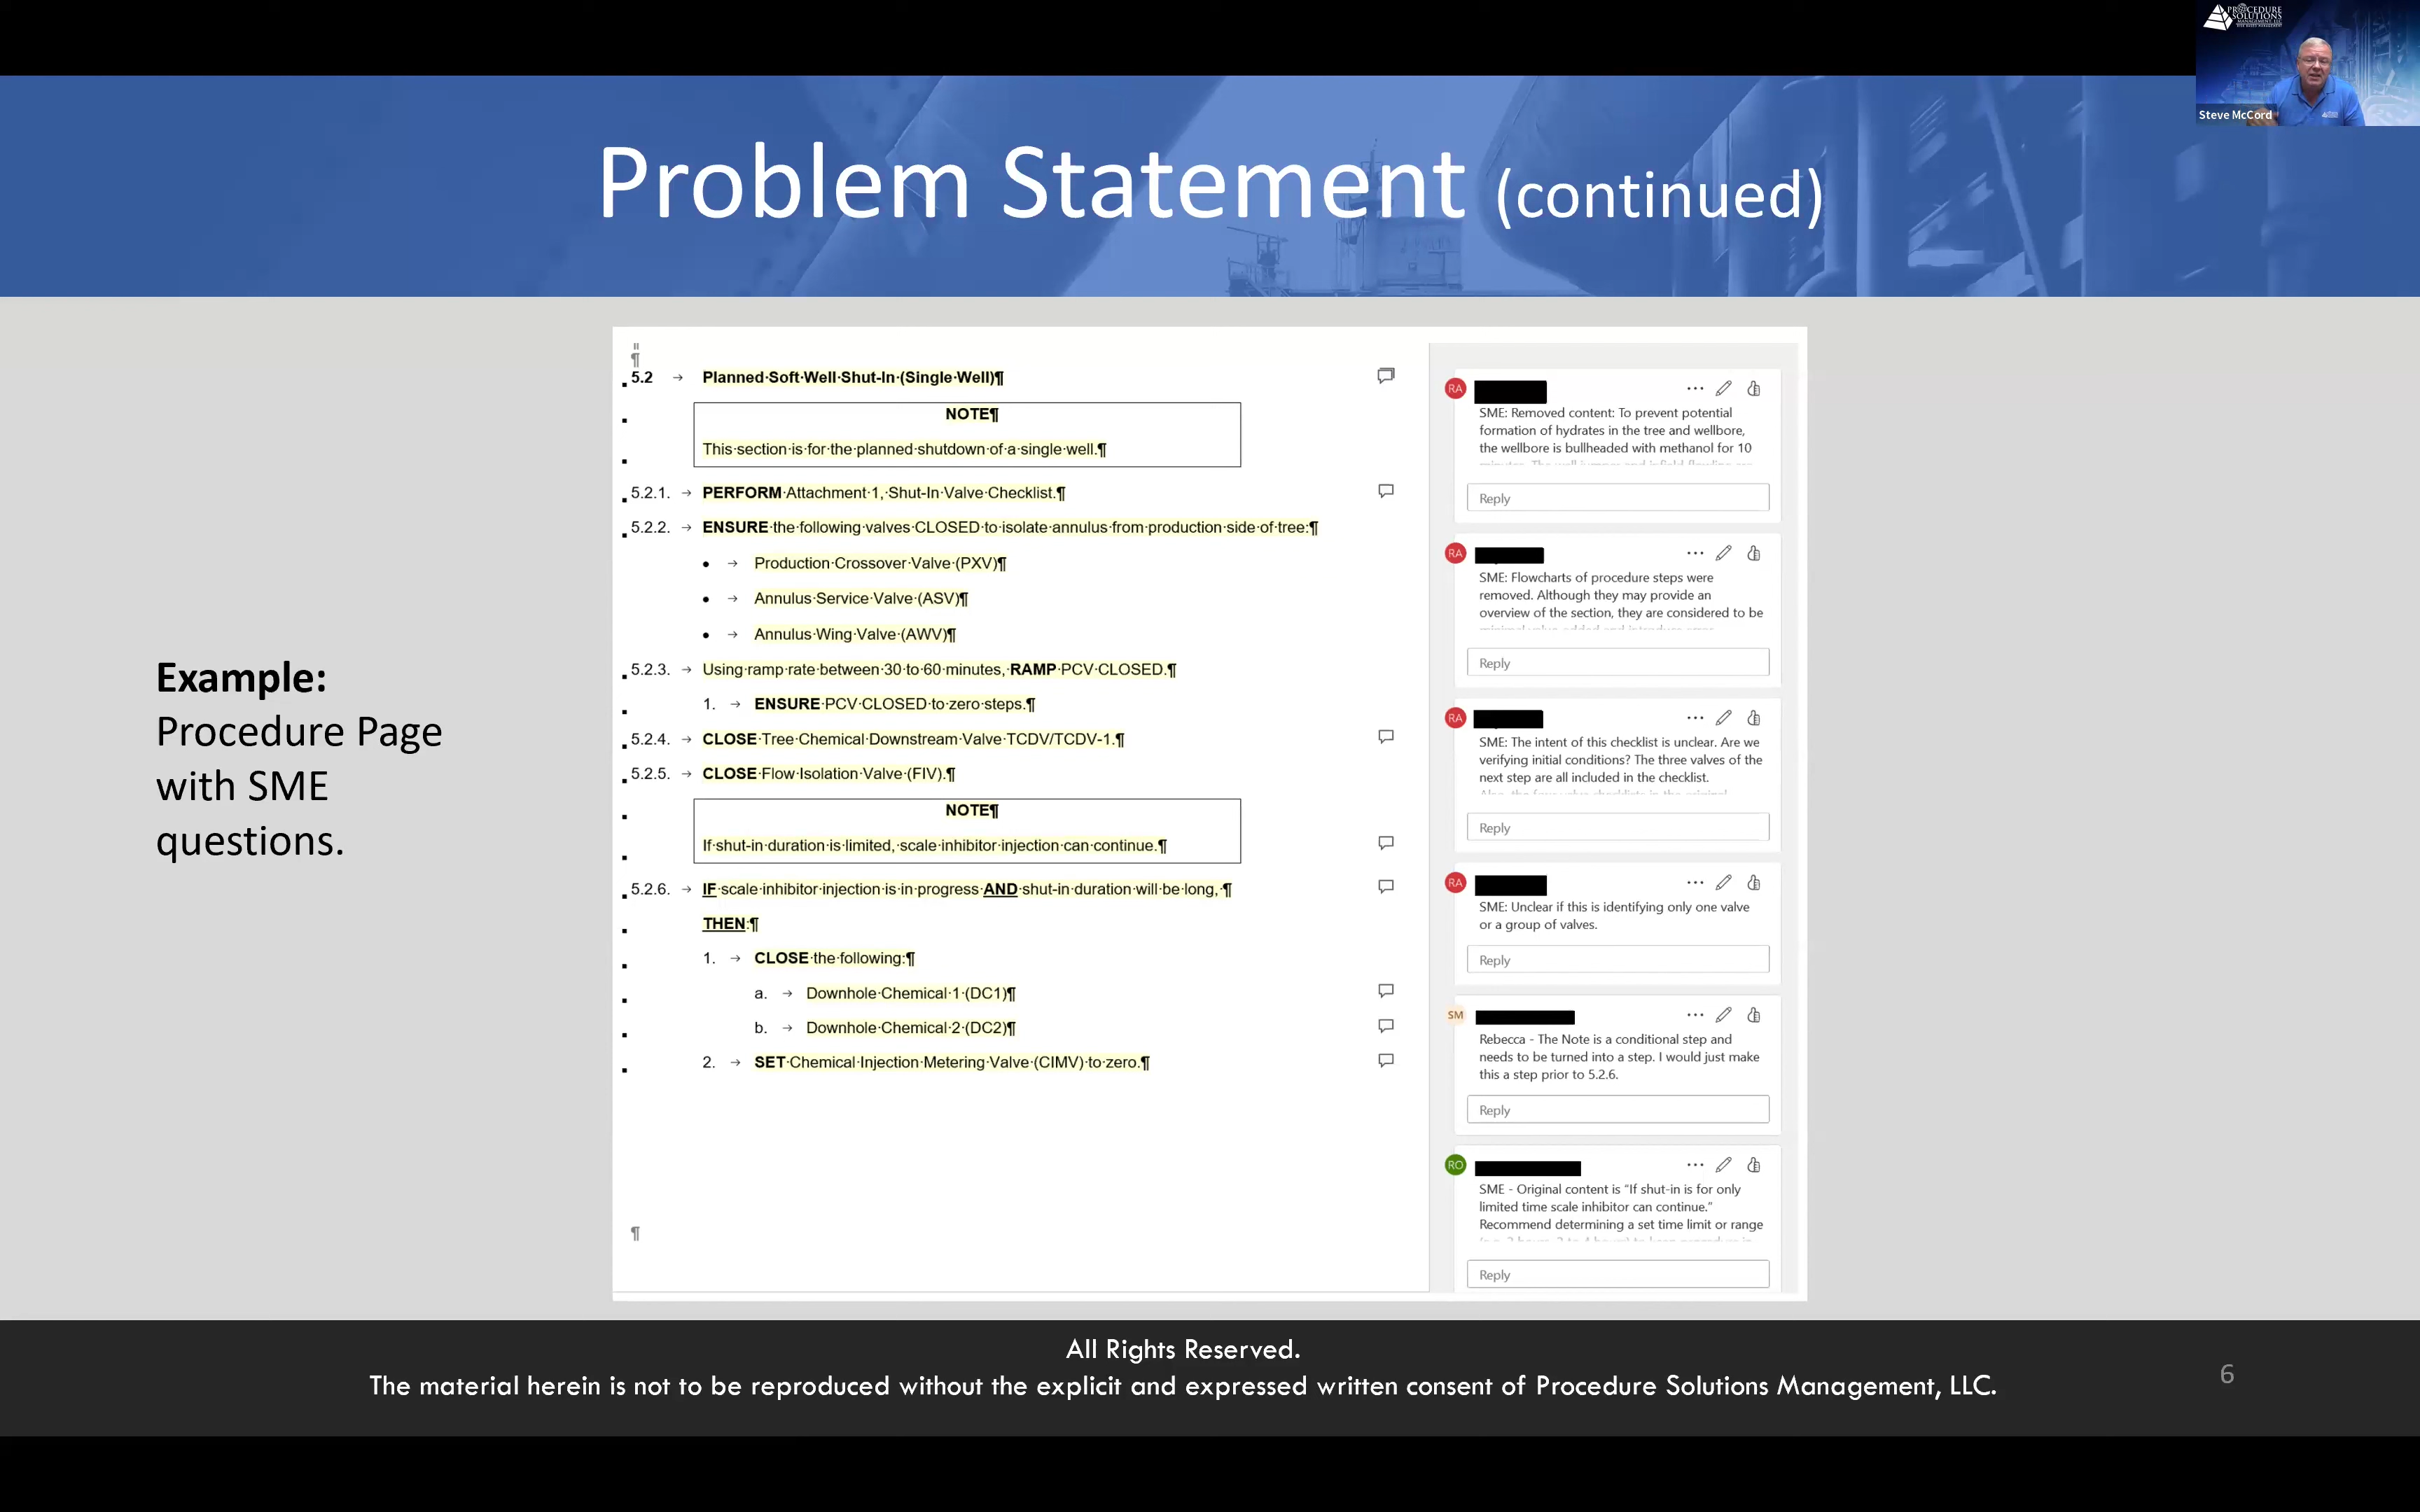 PROCEDURE
SOLUTIONS
MANAGEMENT, LLC
Steve McCord
Problem Statement (continued)
Example:
Procedure Page
with SME
questions.
5.2 → Planned·Soft·Well·Shut-In·(Single·Well)¶
NOTE¶
This·section·is·for·the·planned·shutdown·of·a·single·well.¶
5.2.1. → PERFORM·Attachment·1,·Shut-In·Valve·Checklist.¶
5.2.2. → ENSURE·the·following·valves·CLOSED·to·isolate·annulus·from·production·side·of·tree:¶
• → Production·Crossover·Valve·(PXV)¶
• → Annulus·Service·Valve·(ASV)¶
• → Annulus·Wing·Valve·(AWV)¶
5.2.3. → Using·ramp·rate·between·30·to·60·minutes,·RAMP·PCV·CLOSED.¶
1. → ENSURE·PCV·CLOSED·to·zero·steps.¶
5.2.4. → CLOSE·Tree·Chemical·Downstream·Valve·TCDV/TCDV-1.¶
5.2.5. → CLOSE·Flow·Isolation·Valve·(FIV).¶
NOTE¶
If·shut-in·duration·is·limited,·scale·inhibitor·injection·can·continue.¶
5.2.6. → IF·scale·inhibitor·injection·is·in·progress·AND·shut-in·duration·will·be·long,·¶
THEN:¶
1. → CLOSE·the·following:¶
a. → Downhole·Chemical·1·(DC1)¶
b. → Downhole·Chemical·2·(DC2)¶
2. → SET·Chemical·Injection·Metering·Valve·(CIMV)·to·zero.¶
¶
RA
SME: Removed content: To prevent potential
formation of hydrates in the tree and wellbore,
the wellbore is bullheaded with methanol for 10
Reply
RA
SME: Flowcharts of procedure steps were
removed. Although they may provide an
overview of the section, they are considered to be
Reply
RA
SME: The intent of this checklist is unclear. Are we
verifying initial conditions? The three valves of the
next step are all included in the checklist.
Reply
RA
SME: Unclear if this is identifying only one valve
or a group of valves.
Reply
SM
Rebecca - The Note is a conditional step and
needs to be turned into a step. I would just make
this a step prior to 5.2.6.
Reply
RO
SME - Original content is “If shut-in is for only
limited time scale inhibitor can continue.”
Recommend determining a set time limit or range
Reply
All Rights Reserved.
The material herein is not to be reproduced without the explicit and expressed written consent of Procedure Solutions Management, LLC.
6